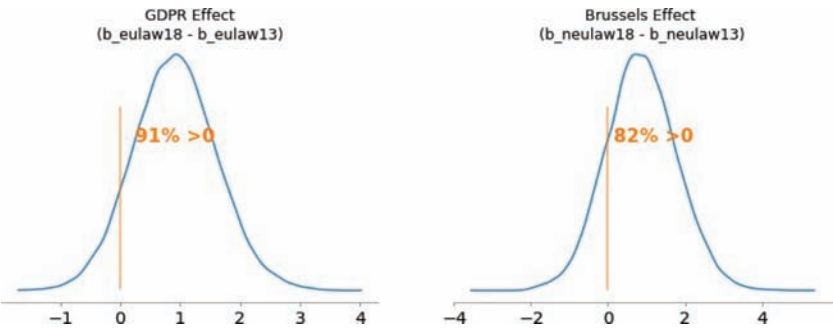 GDPR Effect
(b_eulaw18 - b_eulaw13)
91% >0
−1 0 1 2 3 4
Brussels Effect
(b_neulaw18 - b_neulaw13)
82% >0
−4 −2 0 2 4